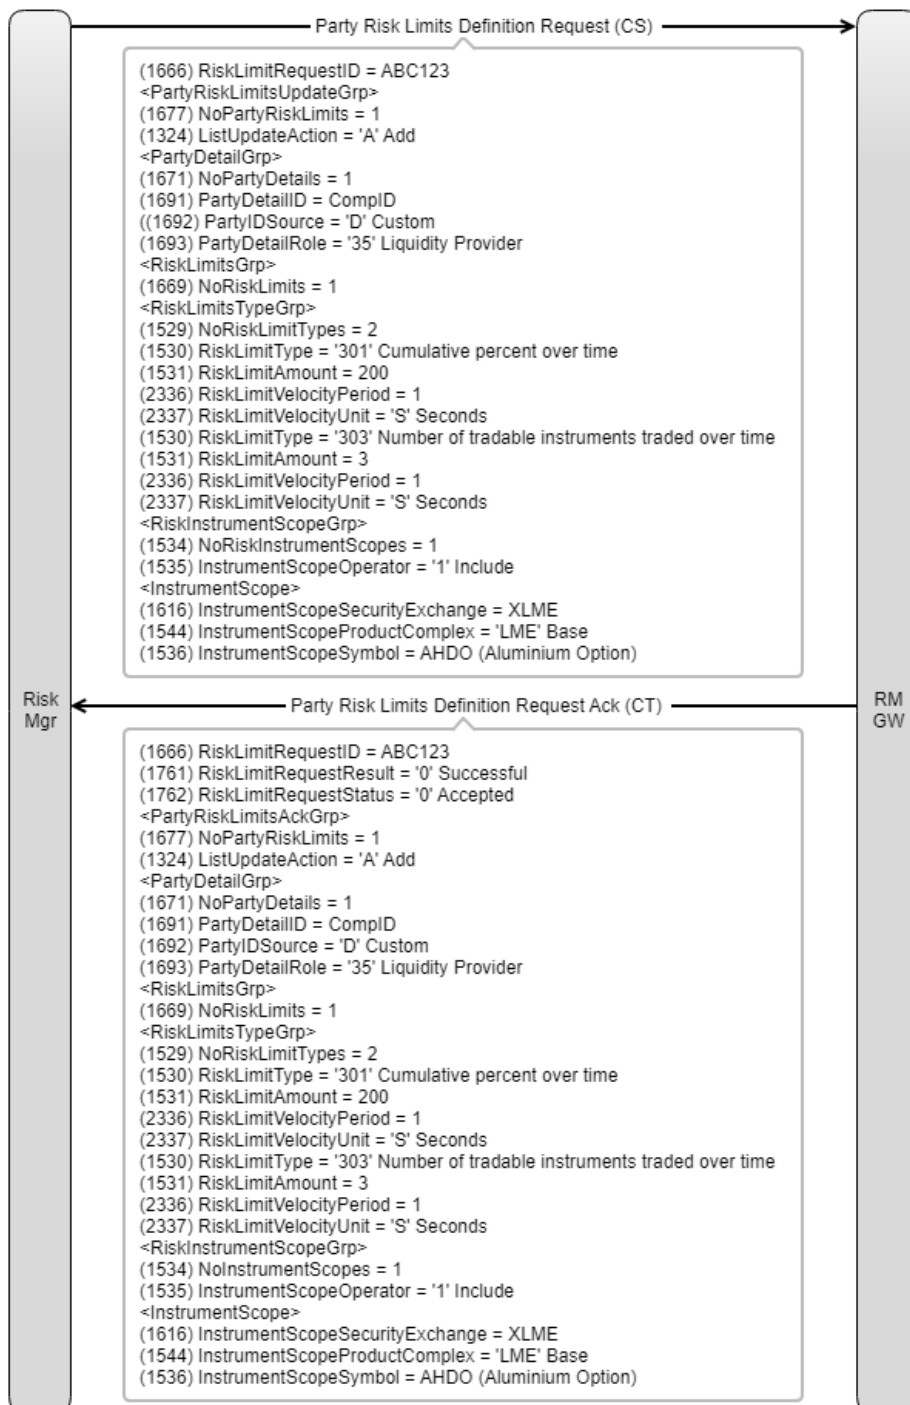 Party Risk Limits Definition Request (CS)
(1666) RiskLimitRequestID = ABC123
<PartyRiskLimitsUpdateGrp>
(1677) NoPartyRiskLimits = 1
(1324) ListUpdateAction = 'A' Add
<PartyDetailGrp>
(1671) NoPartyDetails = 1
(1691) PartyDetailID = CompID
((1692) PartyIDSource = 'D' Custom
(1693) PartyDetailRole = '35' Liquidity Provider
<RiskLimitsGrp>
(1669) NoRiskLimits = 1
<RiskLimitsTypeGrp>
(1529) NoRiskLimitTypes = 2
(1530) RiskLimitType = '301' Cumulative percent over time
(1531) RiskLimitAmount = 200
(2336) RiskLimitVelocityPeriod = 1
(2337) RiskLimitVelocityUnit = 'S' Seconds
(1530) RiskLimitType = '303' Number of tradable instruments traded over time
(1531) RiskLimitAmount = 3
(2336) RiskLimitVelocityPeriod = 1
(2337) RiskLimitVelocityUnit = 'S' Seconds
<RiskInstrumentScopeGrp>
(1534) NoRiskInstrumentScopes = 1
(1535) InstrumentScopeOperator = '1' Include
<InstrumentScope>
(1616) InstrumentScopeSecurityExchange = XLME
(1544) InstrumentScopeProductComplex = 'LME' Base
(1536) InstrumentScopeSymbol = AHDO (Aluminium Option)
Risk
Mgr
Party Risk Limits Definition Request Ack (CT)
RM
GW
(1666) RiskLimitRequestID = ABC123
(1761) RiskLimitRequestResult = '0' Successful
(1762) RiskLimitRequestStatus = '0' Accepted
<PartyRiskLimitsAckGrp>
(1677) NoPartyRiskLimits = 1
(1324) ListUpdateAction = 'A' Add
<PartyDetailGrp>
(1671) NoPartyDetails = 1
(1691) PartyDetailID = CompID
(1692) PartyIDSource = 'D' Custom
(1693) PartyDetailRole = '35' Liquidity Provider
<RiskLimitsGrp>
(1669) NoRiskLimits = 1
<RiskLimitsTypeGrp>
(1529) NoRiskLimitTypes = 2
(1530) RiskLimitType = '301' Cumulative percent over time
(1531) RiskLimitAmount = 200
(2336) RiskLimitVelocityPeriod = 1
(2337) RiskLimitVelocityUnit = 'S' Seconds
(1530) RiskLimitType = '303' Number of tradable instruments traded over time
(1531) RiskLimitAmount = 3
(2336) RiskLimitVelocityPeriod = 1
(2337) RiskLimitVelocityUnit = 'S' Seconds
<RiskInstrumentScopeGrp>
(1534) NoInstrumentScopes = 1
(1535) InstrumentScopeOperator = '1' Include
<InstrumentScope>
(1616) InstrumentScopeSecurityExchange = XLME
(1544) InstrumentScopeProductComplex = 'LME' Base
(1536) InstrumentScopeSymbol = AHDO (Aluminium Option)